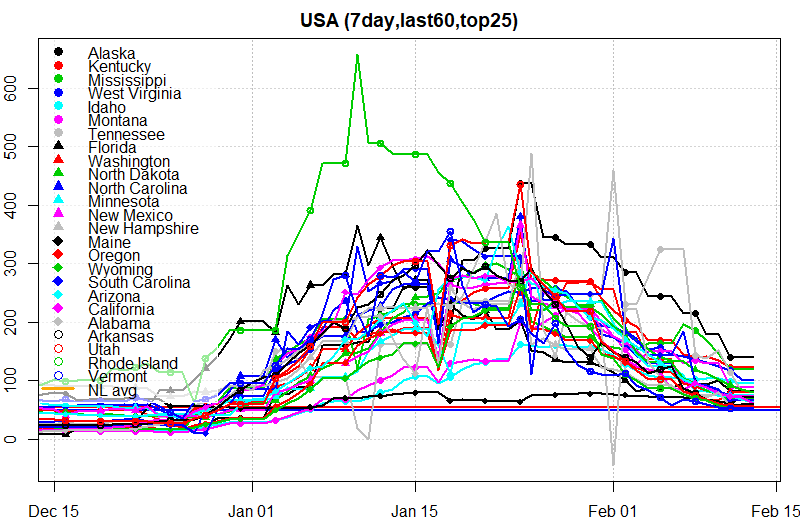 USA (7day,last60,top25)
600
500
400
300
200
100
0
Alaska
Kentucky
Mississippi
West Virginia
Idaho
Montana
Tennessee
Florida
Washington
North Dakota
North Carolina
Minnesota
New Mexico
New Hampshire
Maine
Oregon
Wyoming
South Carolina
Arizona
California
Alabama
Arkansas
Utah
Rhode Island
Vermont
NL avg
Dec 15 Jan 01 Jan 15 Feb 01 Feb 15